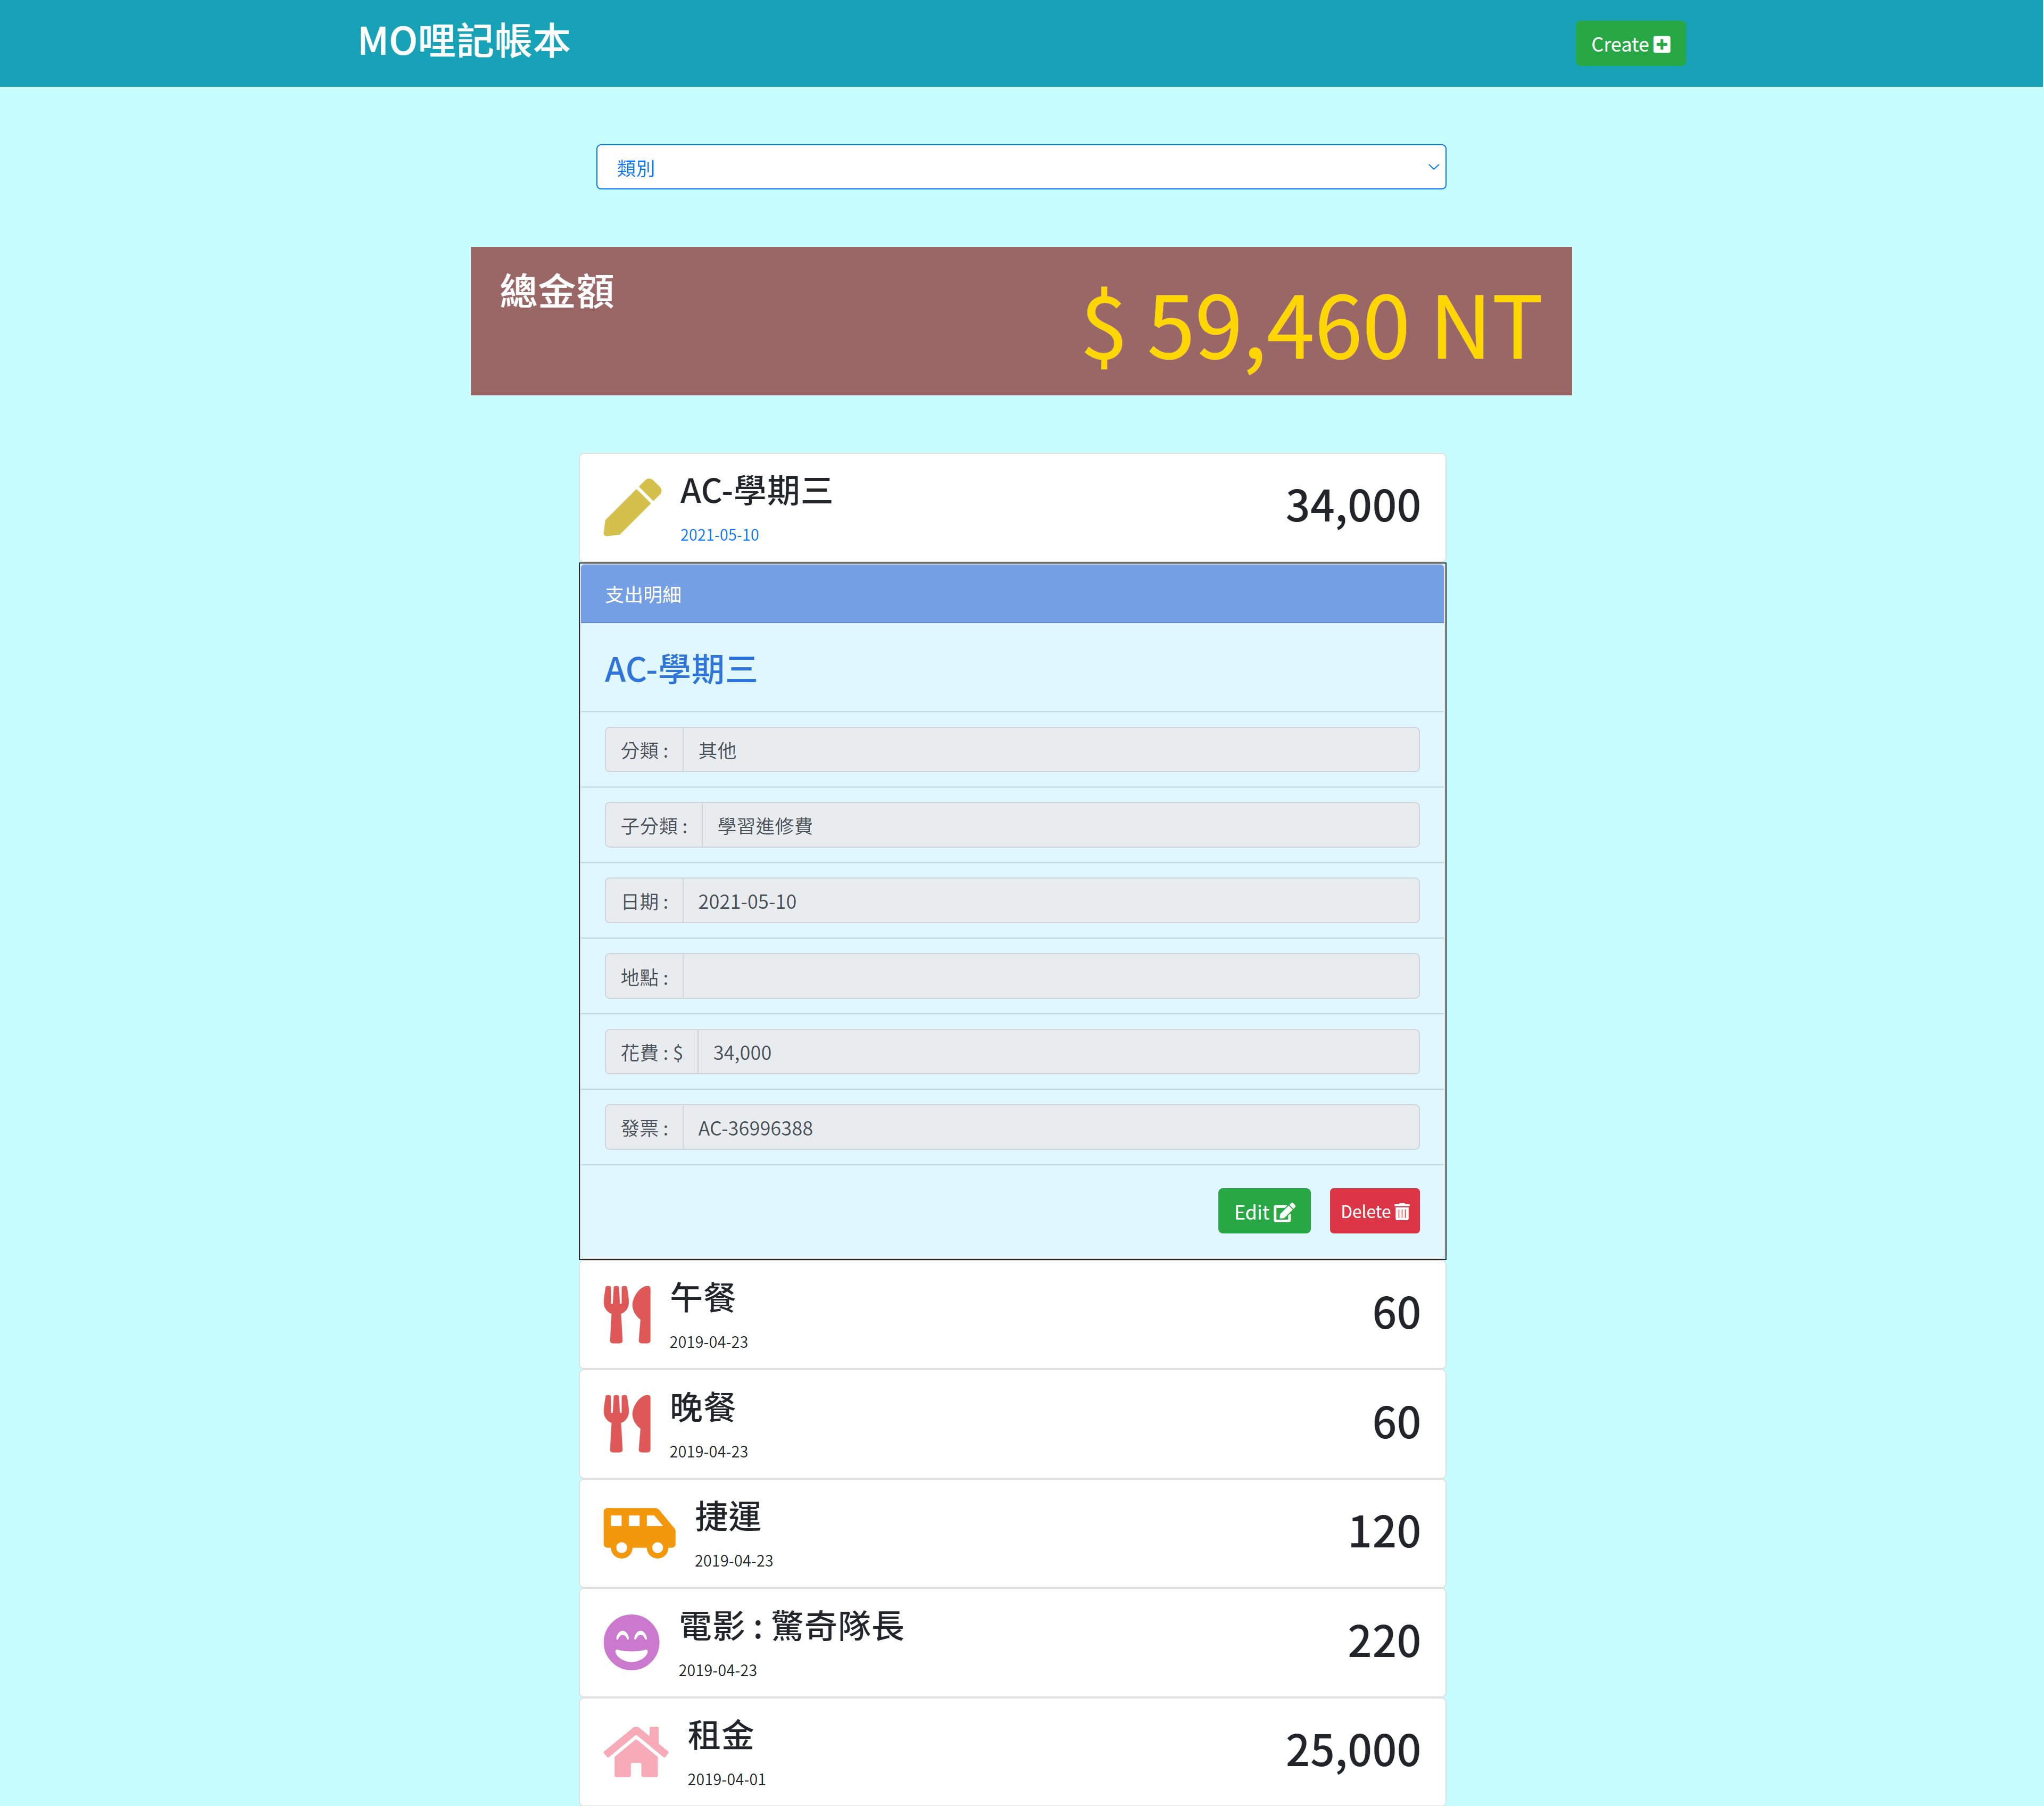 MO哩記帳本
Create
類別
總金額
$ 59,460 NT
AC-學期三
34,000
2021-05-10
支出明細
AC-學期三
分類 : 其他
子分類 : 學習進修費
日期 : 2021-05-10
地點 :
花費 : $ 34,000
發票 : AC-36996388
Edit Delete
午餐
60
2019-04-23
晚餐
60
2019-04-23
捷運
120
2019-04-23
電影 : 驚奇隊長
220
2019-04-23
租金
25,000
2019-04-01